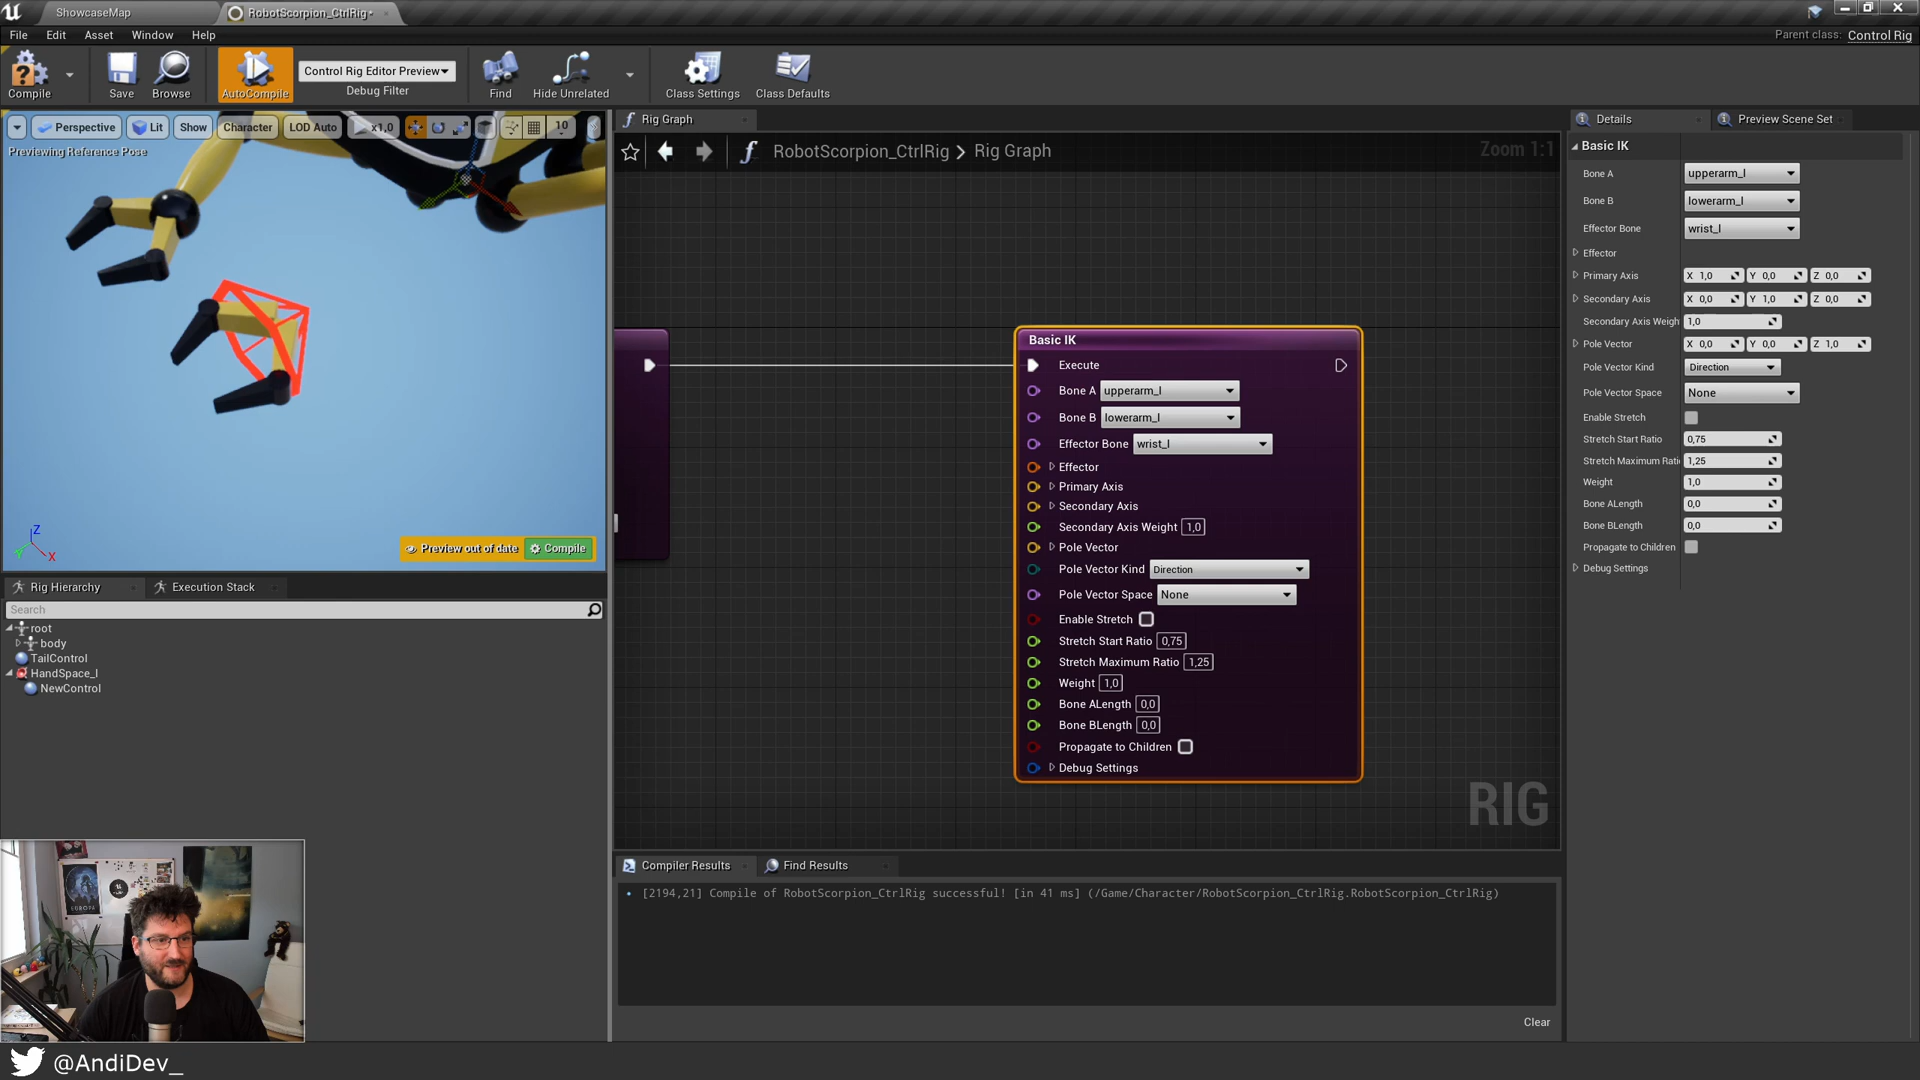 ShowcaseMap
RobotScorpion_CtrlRig*
File Edit Asset Window Help
Parent class: Control Rig
Compile
Save
Browse
AutoCompile
Control Rig Editor Preview
Debug Filter
Find
Hide Unrelated
Class Settings
Class Defaults
Perspective
Lit
Show
Character
LOD Auto
x1,0
10
Previewing Reference Pose
Z
X
Preview out of date
Compile
Rig Hierarchy
Execution Stack
Search
root
body
TailControl
HandSpace_l
NewControl
Rig Graph
RobotScorpion_CtrlRig > Rig Graph
Zoom 1:1
Basic IK
Execute
Bone A upperarm_l
Bone B lowerarm_l
Effector Bone wrist_l
Effector
Primary Axis
Secondary Axis
Secondary Axis Weight 1,0
Pole Vector
Pole Vector Kind Direction
Pole Vector Space None
Enable Stretch
Stretch Start Ratio 0,75
Stretch Maximum Ratio 1,25
Weight 1,0
Bone ALength 0,0
Bone BLength 0,0
Propagate to Children
Debug Settings
RIG
Compiler Results
Find Results
[2194,21] Compile of RobotScorpion_CtrlRig successful! [in 41 ms] (/Game/Character/RobotScorpion_CtrlRig.RobotScorpion_CtrlRig)
Clear
Details
Preview Scene Set
Basic IK
Bone A upperarm_l
Bone B lowerarm_l
Effector Bone wrist_l
Effector
Primary Axis X 1,0 Y 0,0 Z 0,0
Secondary Axis X 0,0 Y 1,0 Z 0,0
Secondary Axis Weigh 1,0
Pole Vector X 0,0 Y 0,0 Z 1,0
Pole Vector Kind Direction
Pole Vector Space None
Enable Stretch
Stretch Start Ratio 0,75
Stretch Maximum Rati 1,25
Weight 1,0
Bone ALength 0,0
Bone BLength 0,0
Propagate to Children
Debug Settings
@AndiDev_